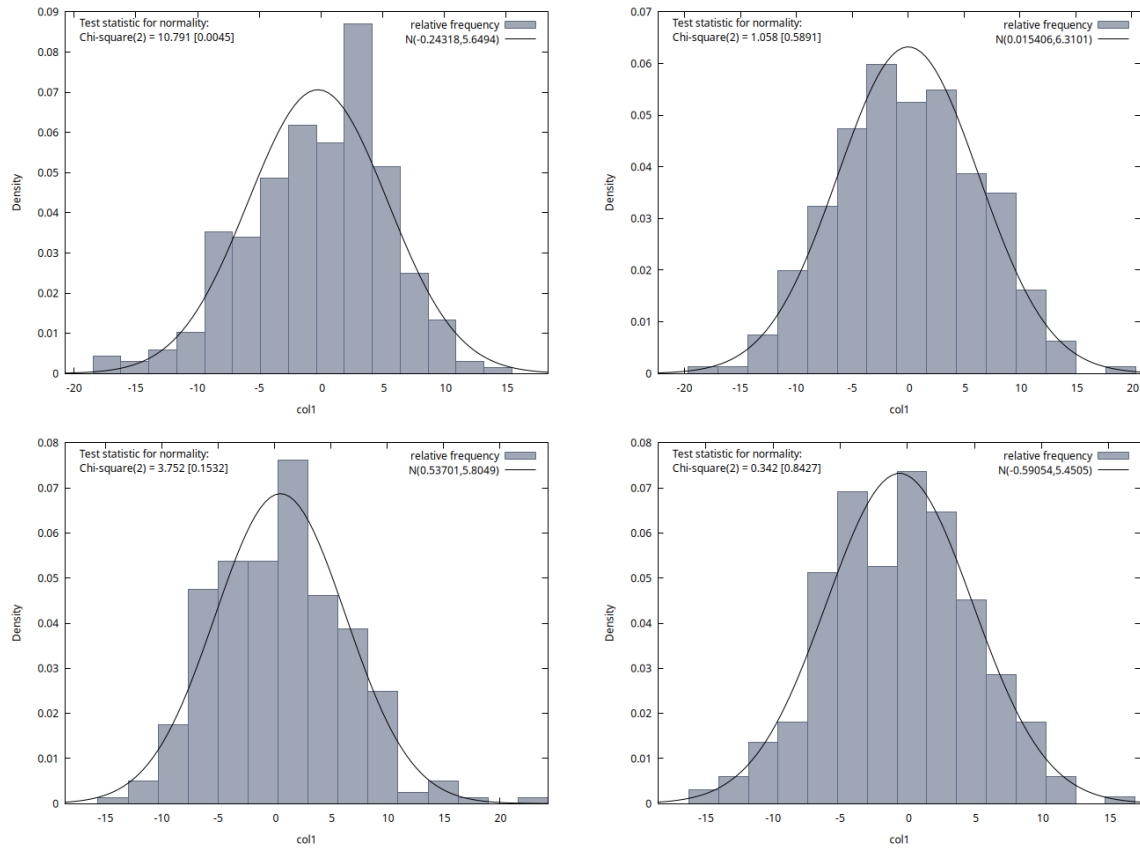 Test statistic for normality:
Chi-square(2) = 10.791 [0.0045]
relative frequency
N(-0.24318,5.6494)
0.09
0.08
0.07
0.06
0.05
0.04
0.03
0.02
0.01
0
Density
-20 -15 -10 -5 0 5 10 15
col1
Test statistic for normality:
Chi-square(2) = 1.058 [0.5891]
relative frequency
N(0.015406,6.3101)
0.07
0.06
0.05
0.04
0.03
0.02
0.01
0
Density
-20 -15 -10 -5 0 5 10 15 20
col1
Test statistic for normality:
Chi-square(2) = 3.752 [0.1532]
relative frequency
N(0.53701,5.8049)
0.08
0.07
0.06
0.05
0.04
0.03
0.02
0.01
0
Density
-15 -10 -5 0 5 10 15 20
col1
Test statistic for normality:
Chi-square(2) = 0.342 [0.8427]
relative frequency
N(-0.59054,5.4505)
0.08
0.07
0.06
0.05
0.04
0.03
0.02
0.01
0
Density
-15 -10 -5 0 5 10 15
col1